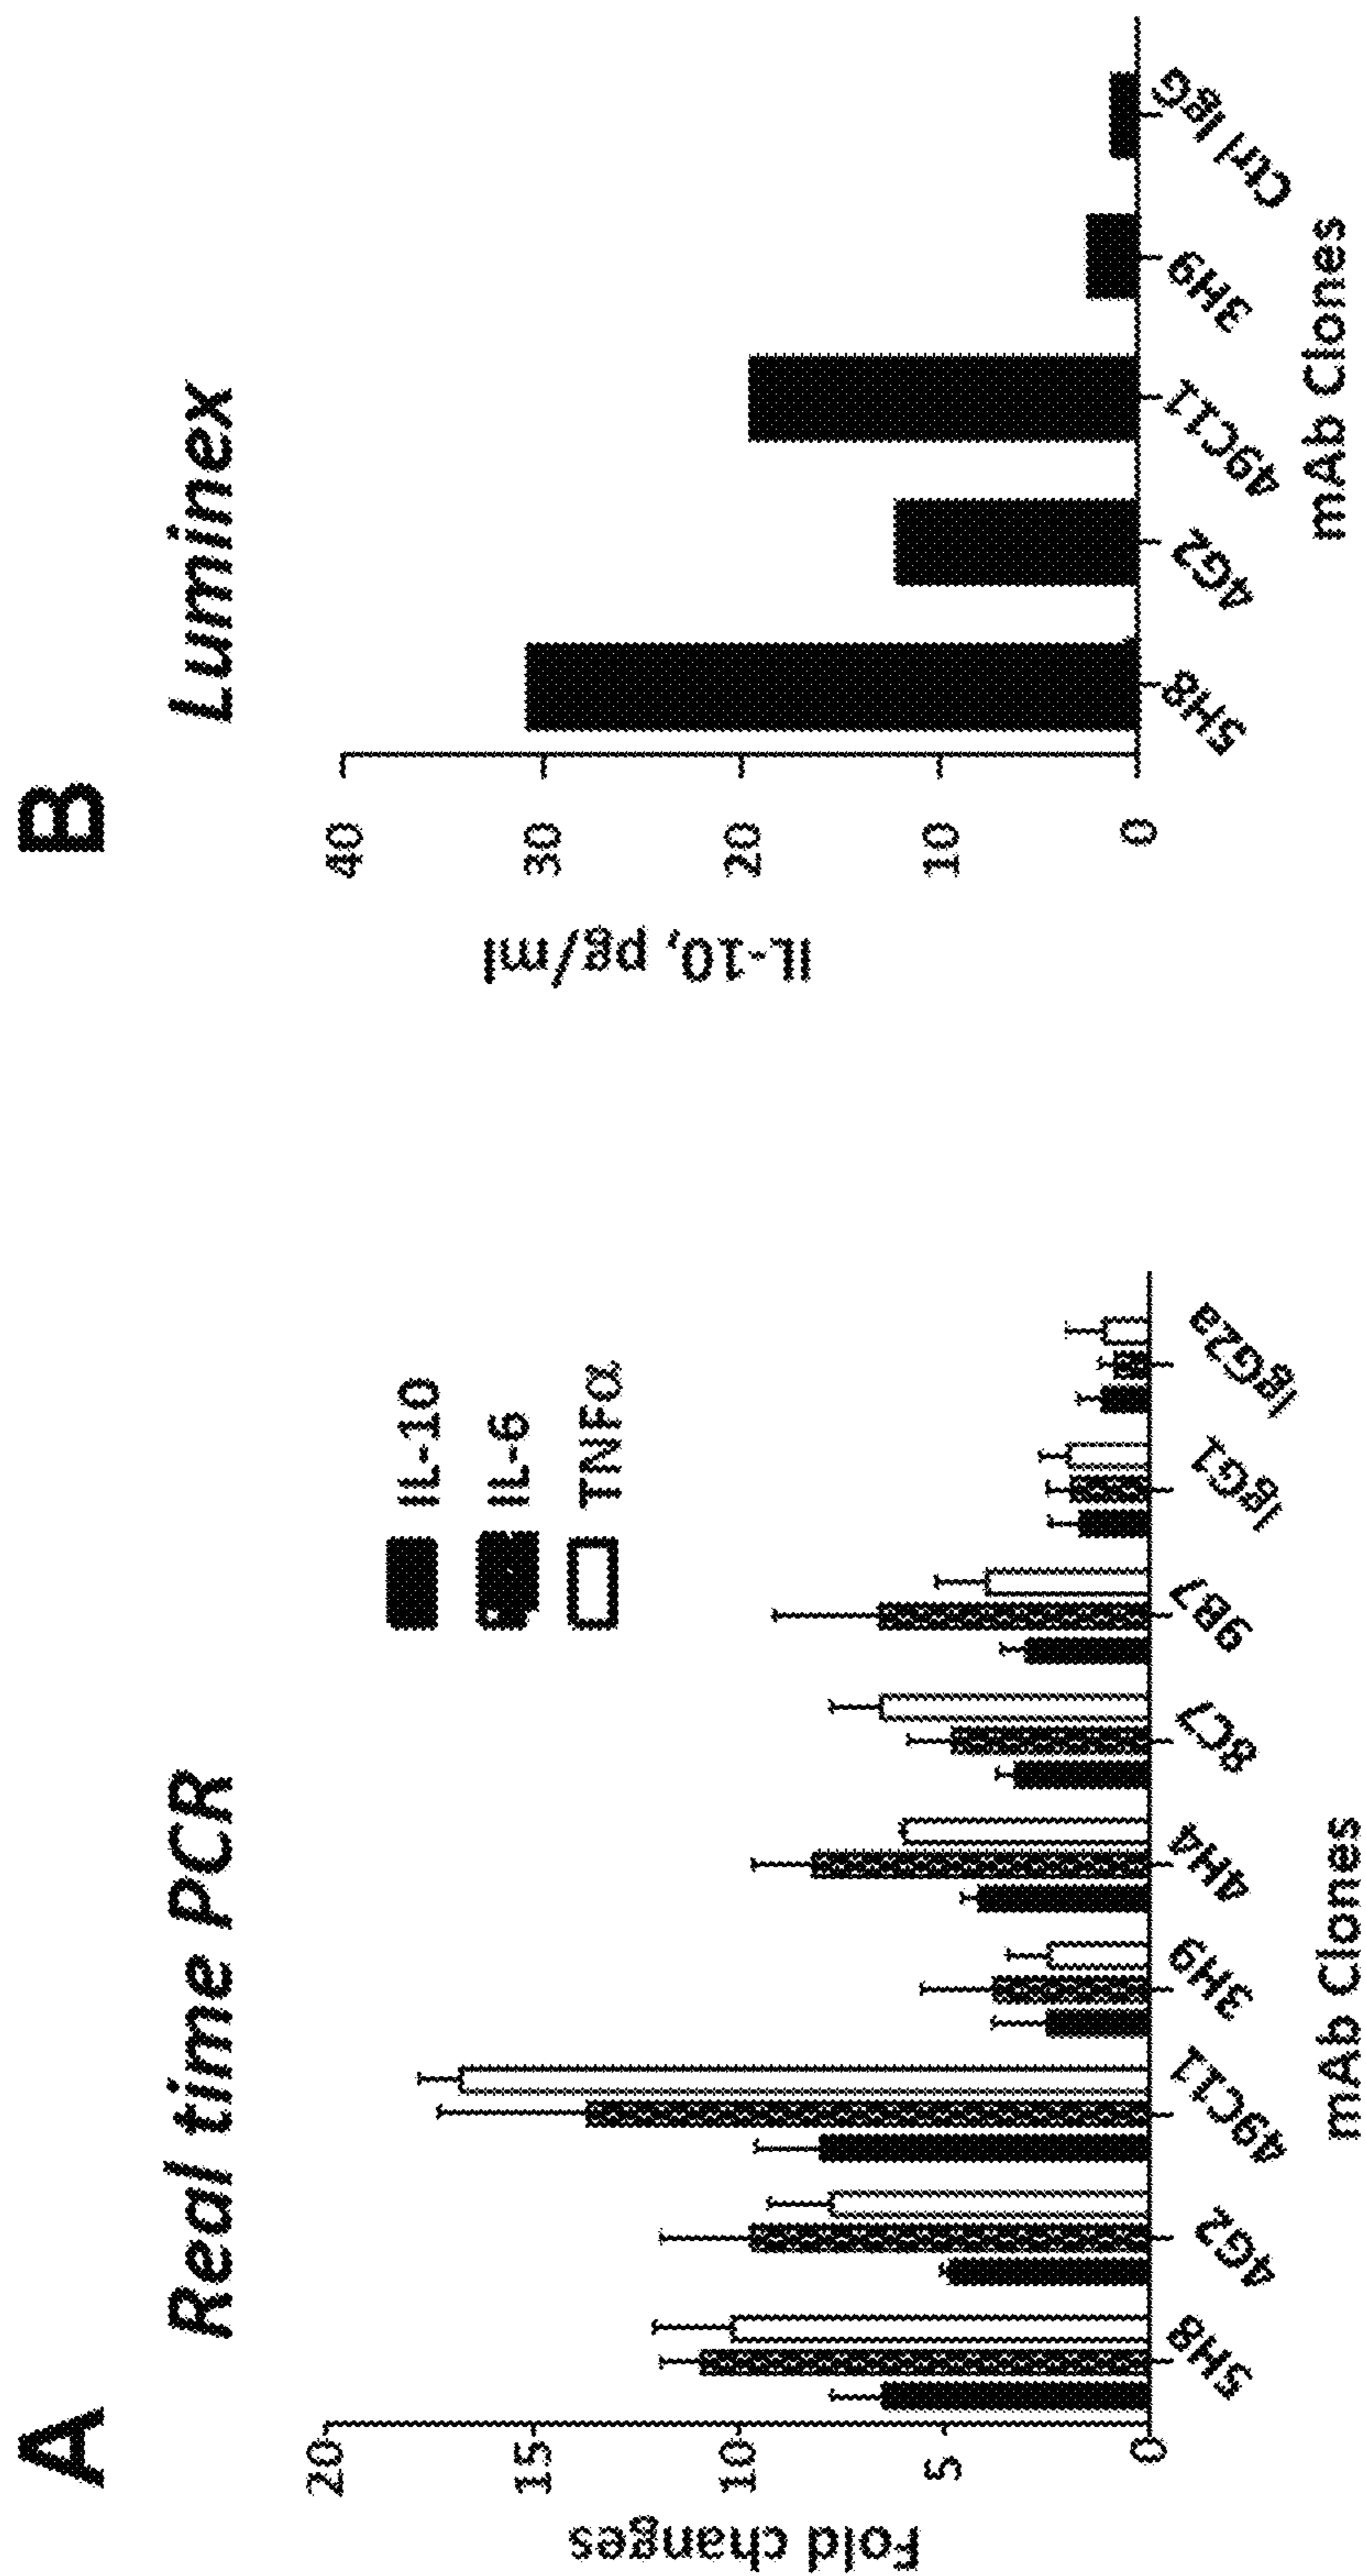 A
Real time PCR
Fold changes
20
15
10
5
0
IL-10
IL-6
TNFα
5H8
4G2
49C11
3H9
4H4
8C7
9B7
IgG1
IgG2a
mAb Clones
B
Luminex
IL-10, pg/ml
40
30
20
10
0
5H8
4G2
49C11
3H9
Ctrl IgG
mAb Clones